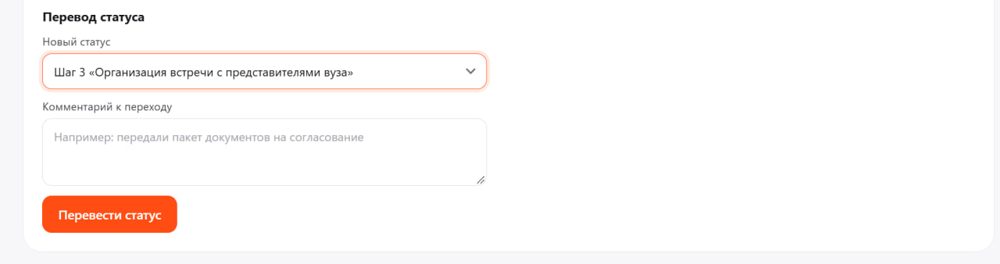 Перевод статуса
Новый статус
Шаг 3 «Организация встречи с представителями вуза»
Комментарий к переходу
Например: передали пакет документов на согласование
Перевести статус